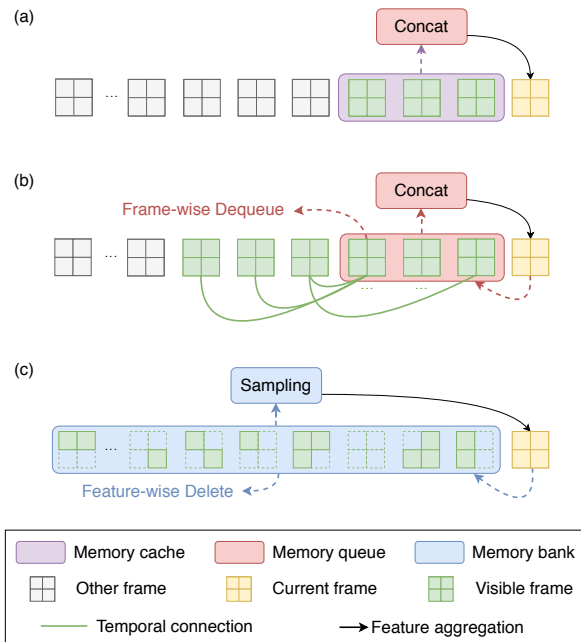 (a)
Concat
...
(b)
Concat
Frame-wise Dequeue
...
... ...
(c)
Sampling
...
Feature-wise Delete
Memory cache Memory queue Memory bank
Other frame Current frame Visible frame
Temporal connection Feature aggregation